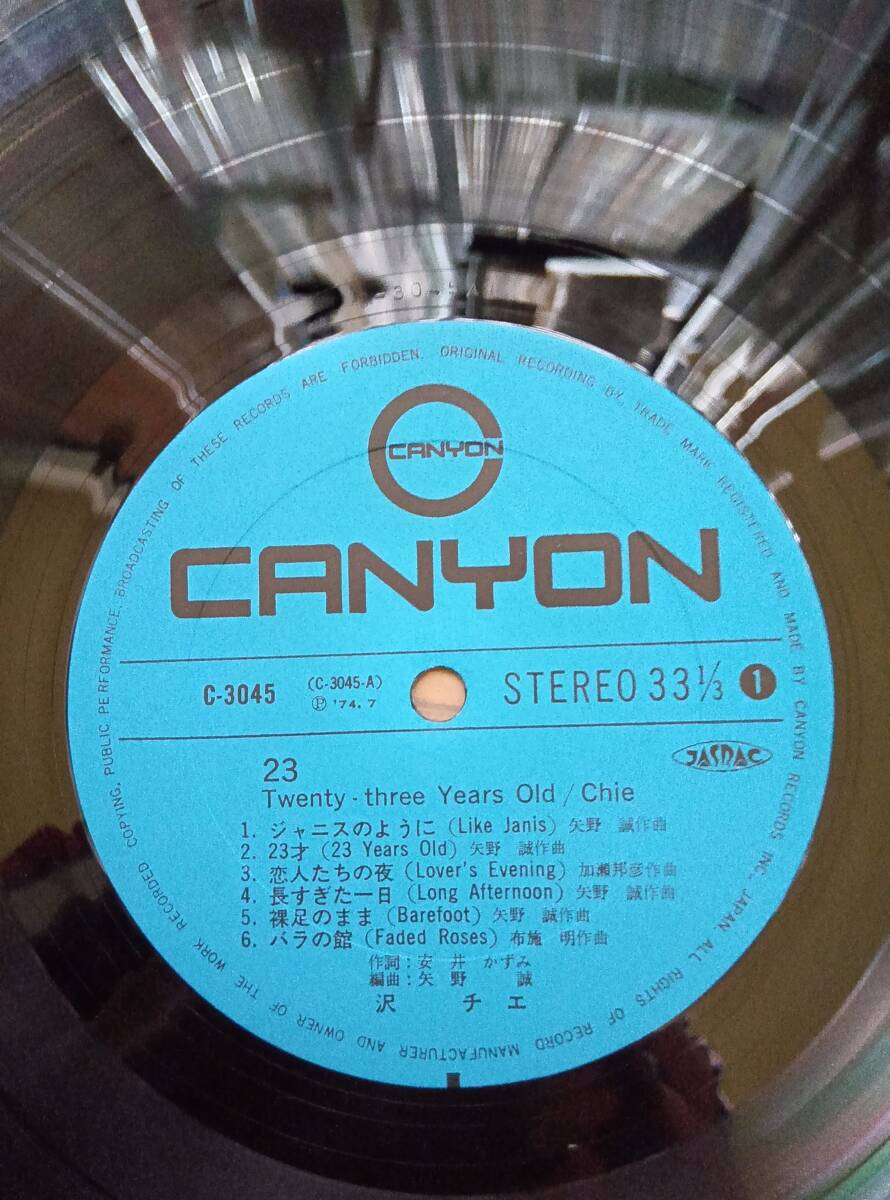 ORIGINAL RECORDING BY, TRADE MARK REGISTERED AND MADE BY CANYON RECORDS INC., JAPAN. ALL RIGHTS OF RECORD MANUFACTURER AND OWNER OF THE WORK RECORDED COPYING, PUBLIC PERFORMANCE, BROADCASTING OF THESE RECORDS ARE FORBIDDEN.
CANYON
CANYON
C-3045 (C-3045-A) STEREO 33 1/3 1
Ⓟ '74.7
JASRAC
23
Twenty-three Years Old / Chie
1. ジャニスのように (Like Janis) 矢野 誠作曲
2. 23才 (23 Years Old) 矢野 誠作曲
3. 恋人たちの夜 (Lover's Evening) 加瀬邦彦作曲
4. 長すぎた一日 (Long Afternoon) 矢野 誠作曲
5. 裸足のまま (Barefoot) 矢野 誠作曲
6. バラの館 (Faded Roses) 布施 明作曲
作詞:安井 かずみ
編曲:矢野 誠
沢 チエ